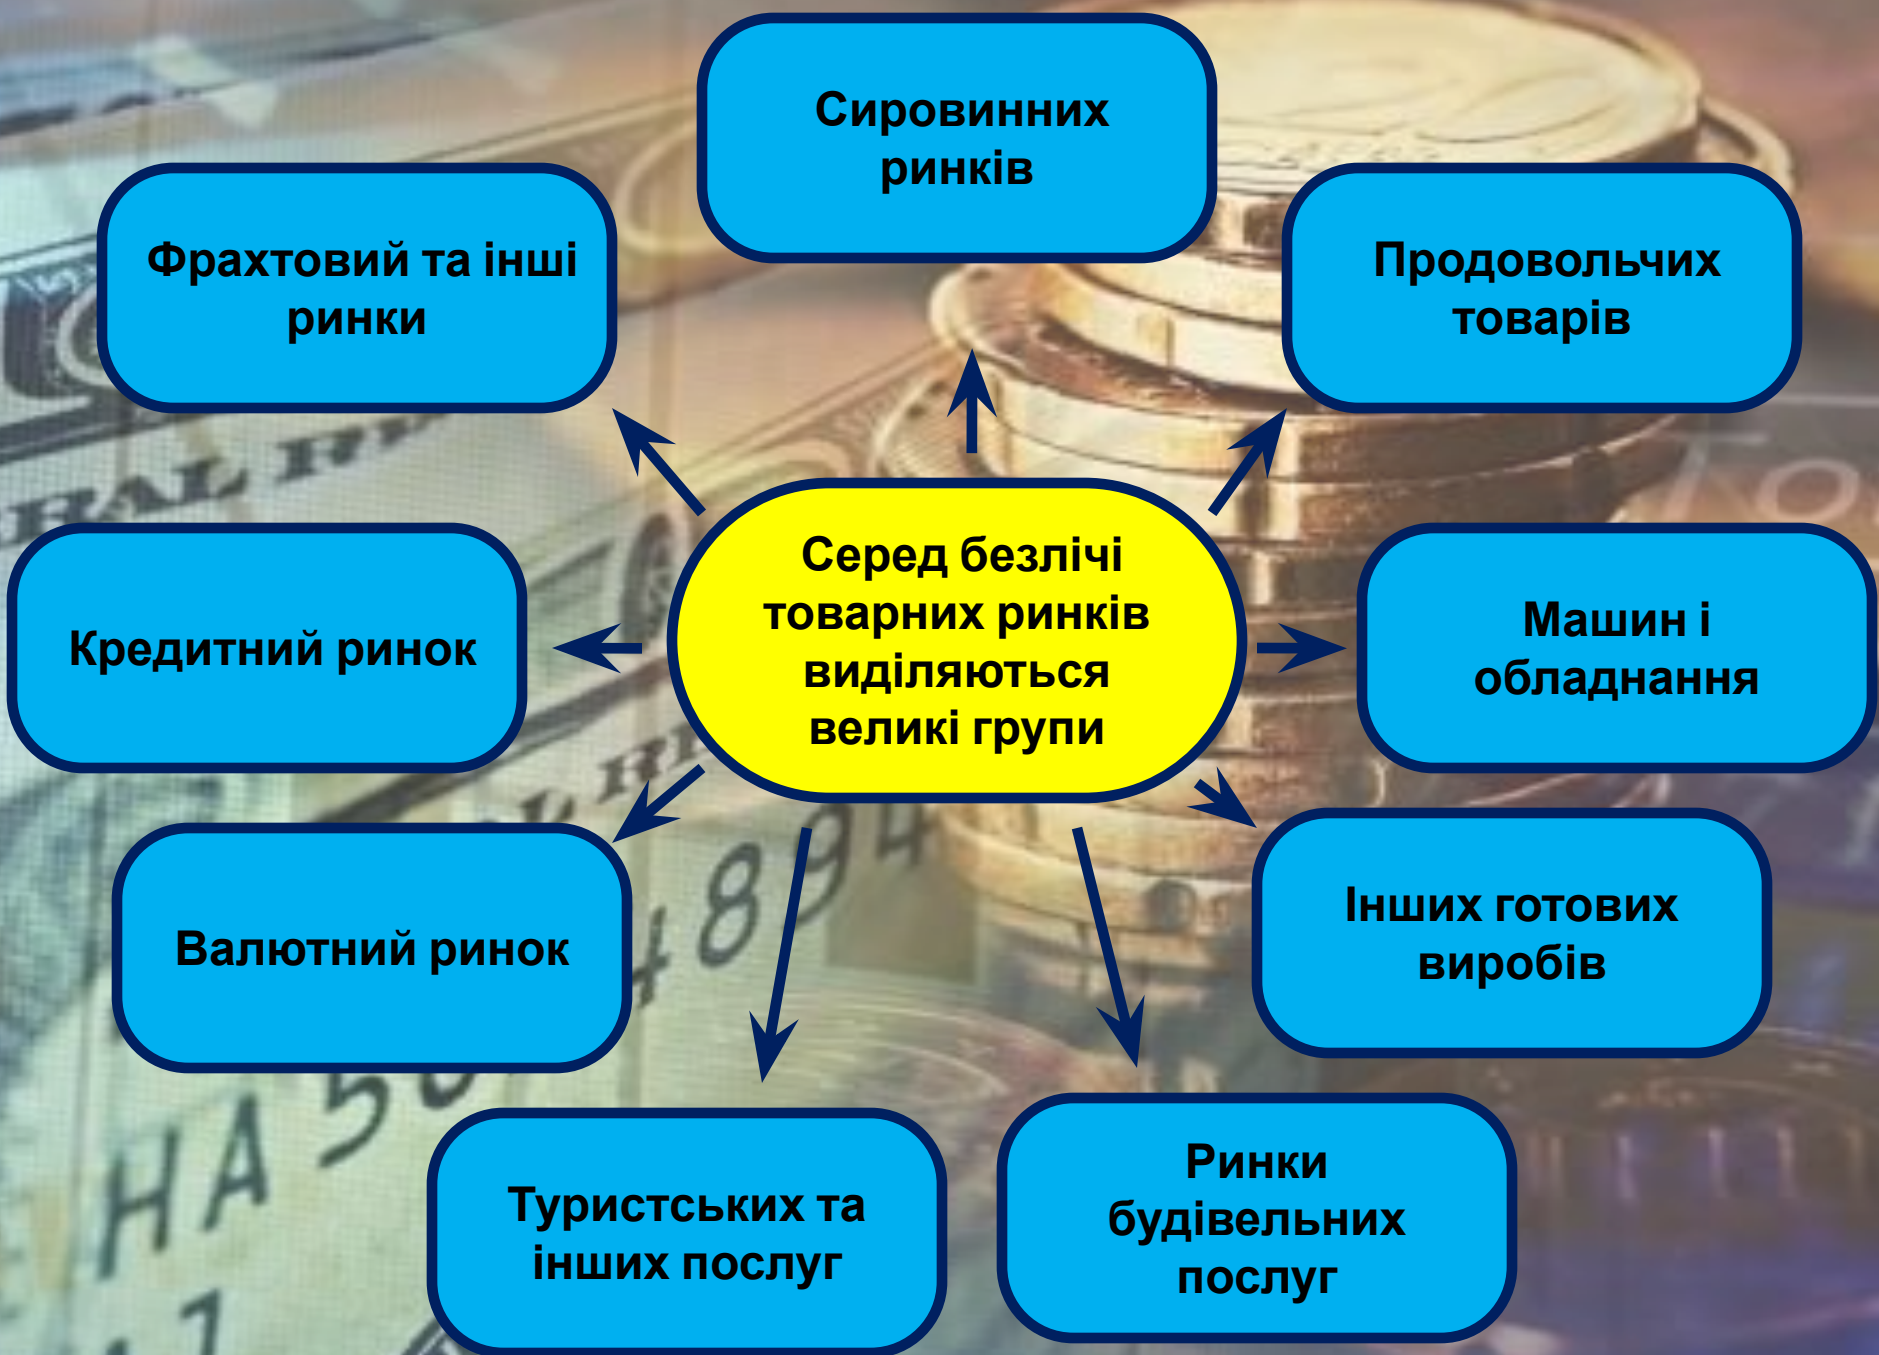 Сировинних
ринків
Фрахтовий та інші
ринки
Продовольчих
товарів
Серед безлічі
товарних ринків
виділяються
великі групи
Кредитний ринок
Машин і
обладнання
Валютний ринок
Інших готових
виробів
Туристських та
інших послуг
Ринки
будівельних
послуг